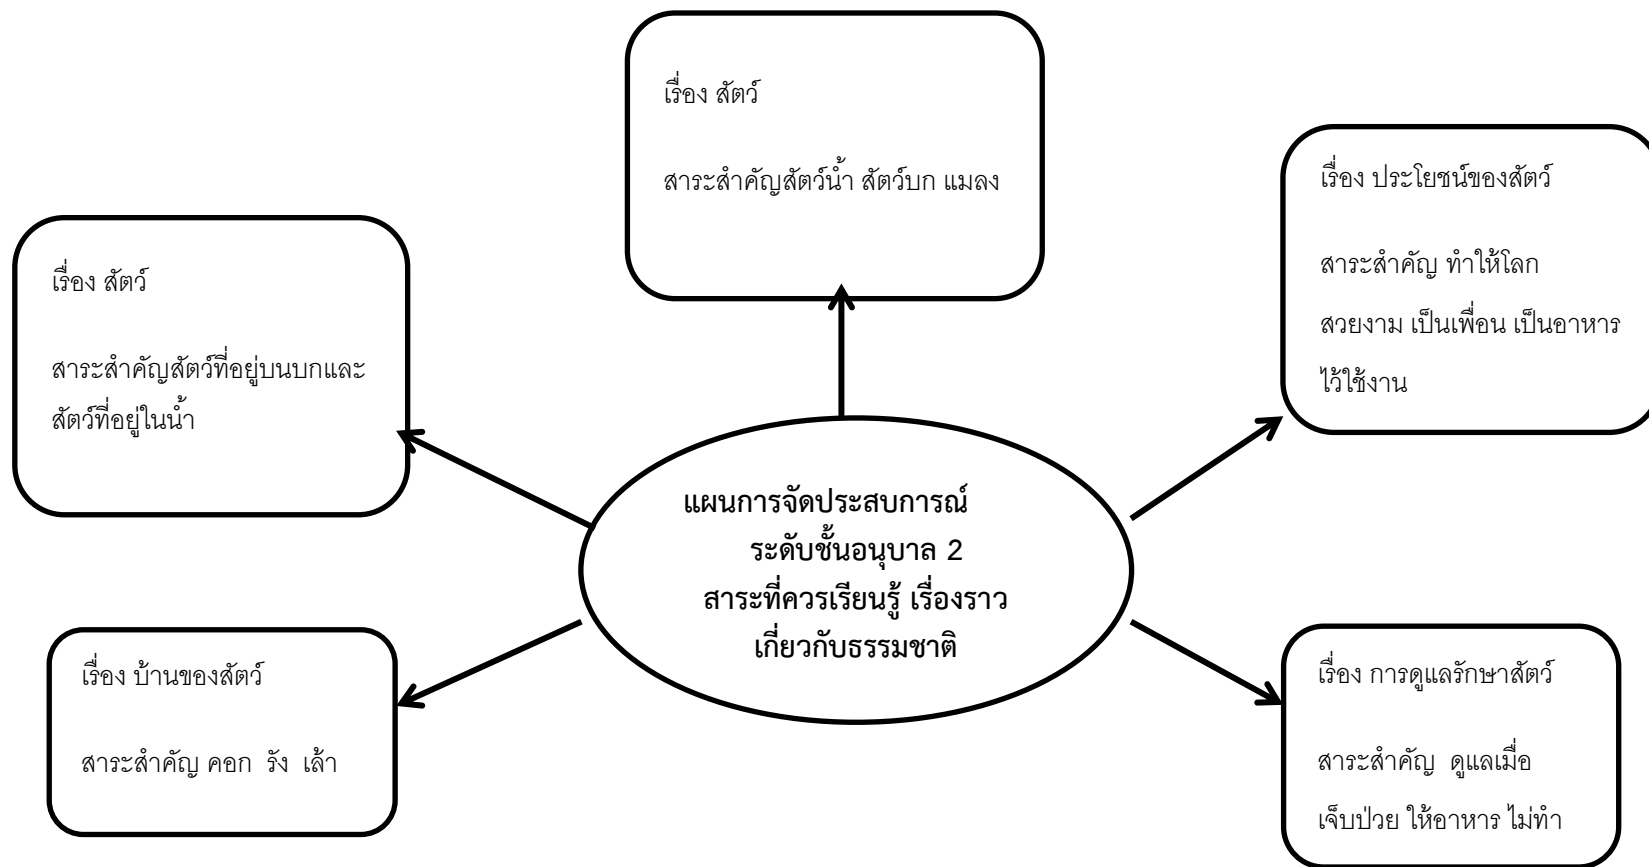 เรื่อง สัตว์
สาระสำคัญสัตว์น้ำ สัตว์บก แมลง
เรื่อง ประโยชน์ของสัตว์
สาระสำคัญ ทำให้โลก
สวยงาม เป็นเพื่อน เป็นอาหาร
ไว้ใช้งาน
เรื่อง สัตว์
สาระสำคัญสัตว์ที่อยู่บนบกและ
สัตว์ที่อยู่ในน้ำ
แผนการจัดประสบการณ์
ระดับชั้นอนุบาล 2
สาระที่ควรเรียนรู้ เรื่องราว
เกี่ยวกับธรรมชาติ
เรื่อง บ้านของสัตว์
สาระสำคัญ คอก รัง เล้า
เรื่อง การดูแลรักษาสัตว์
สาระสำคัญ ดูแลเมื่อ
เจ็บป่วย ให้อาหาร ไม่ทำ